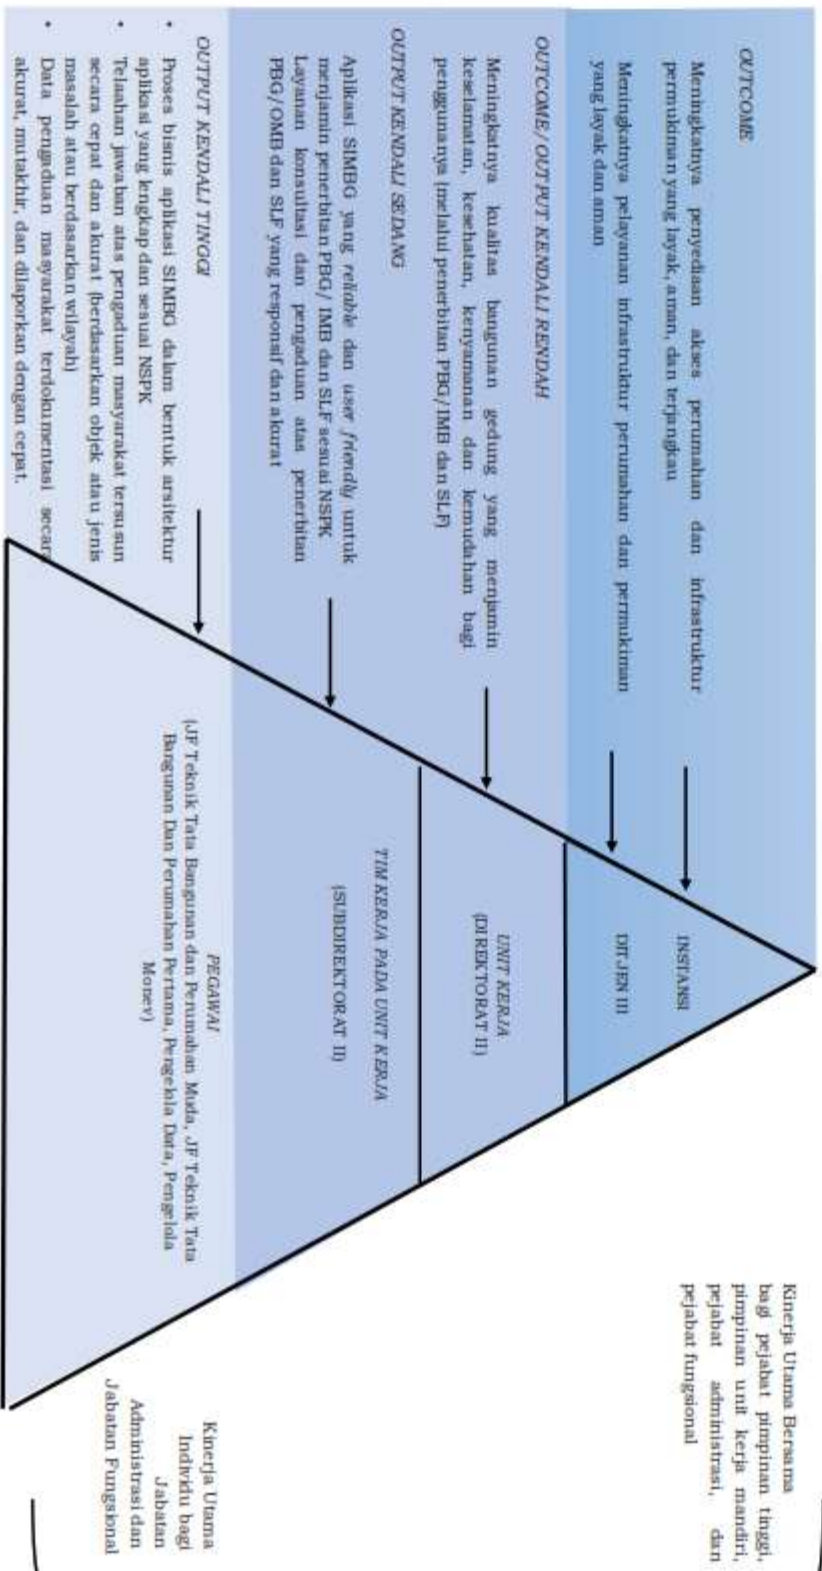 OUTCOME
Meningkatnya penyediaan akses perumahan dan infrastruktur
permukiman yang layak, aman, dan terjangkau
Meningkatnya pelayanan infrastruktur perumahan dan permukiman
yang layak dan aman
OUTCOME/OUTPUT KENDALI RENDAH
Meningkatnya kualitas bangunan gedung yang menjamin
keselamatan, kesehatan, kenyamanan dan kemudahan bagi
penggunanya (melalui penerbitan PBG/IMB dan SLF)
OUTPUT KENDALI SEDANG
Aplikasi SIMBG yang reliable dan user friendly untuk
menjamin penerbitan PBG/ IMB dan SLF sesuai NSPK
Layanan konsultasi dan pengaduan atas penerbitan
PBG/OMB dan SLF yang responsif dan akurat
OUTPUT KENDALI TINGGI
• Proses bisnis aplikasi SIMBG dalam bentuk arsitektur
aplikasi yang lengkap dan sesuai NSPK
• Telaahan jawaban atas pengaduan masyarakat tersusun
secara cepat dan akurat (berdasarkan objek atau jenis
masalah atau berdasarkan wilayah)
• Data pengaduan masyarakat terdokumentasi secara
akurat, mutakhir, dan dilaporkan dengan cepat.
INSTANSI
DITJEN III
UNIT KERJA
(DIREKTORAT II)
TIM KERJA PADA UNIT KERJA
(SUBDIREKTORAT II)
PEGAWAI
(JF Teknik Tata Bangunan dan Perumahan Muda, JF Teknik Tata
Bangunan Dan Perumahan Pertama, Pengelola Data, Pengelola
Monev)
Kinerja Utama Bersama
bagi pejabat pimpinan tinggi,
pimpinan unit kerja mandiri,
pejabat administrasi, dan
pejabat fungsional
Kinerja Utama
Individu bagi
Jabatan
Administrasi dan
Jabatan Fungsional